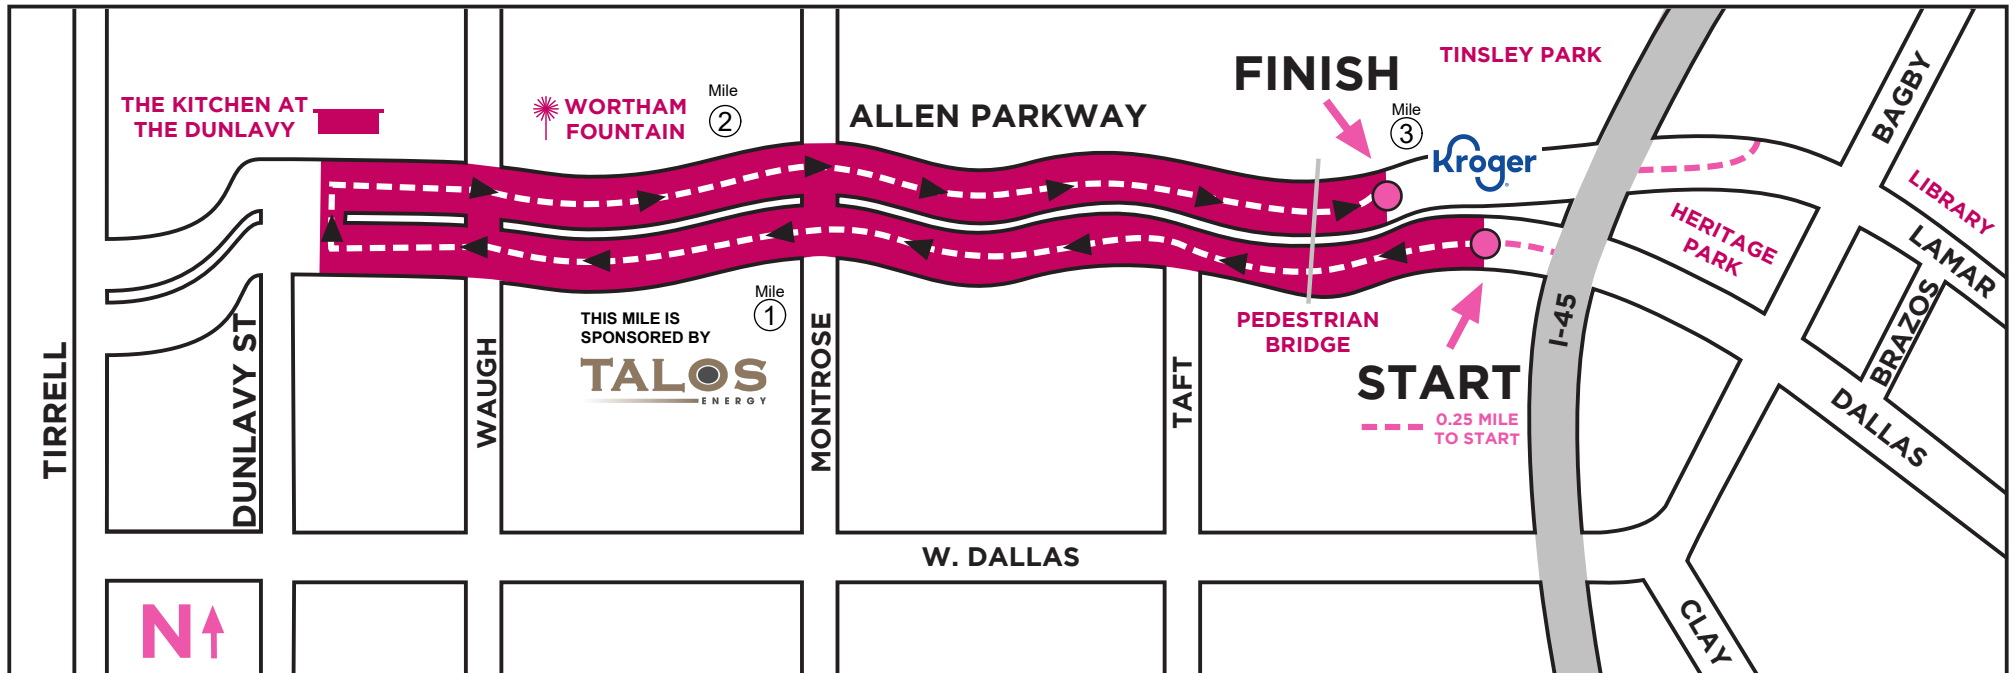 FINISH
TINSLEY PARK
BAGBY
THE KITCHEN AT
THE DUNLAVY
WORTHAM
FOUNTAIN
Mile
2
ALLEN PARKWAY
Mile
3
Kroger
LIBRARY
HERITAGE
PARK
LAMAR
BRAZOS
DALLAS
I-45
Mile
1
THIS MILE IS
SPONSORED BY
TALOS
ENERGY
PEDESTRIAN
BRIDGE
START
0.25 MILE
TO START
TIRRELL
DUNLAVY ST
WAUGH
MONTROSE
TAFT
W. DALLAS
CLAY
N